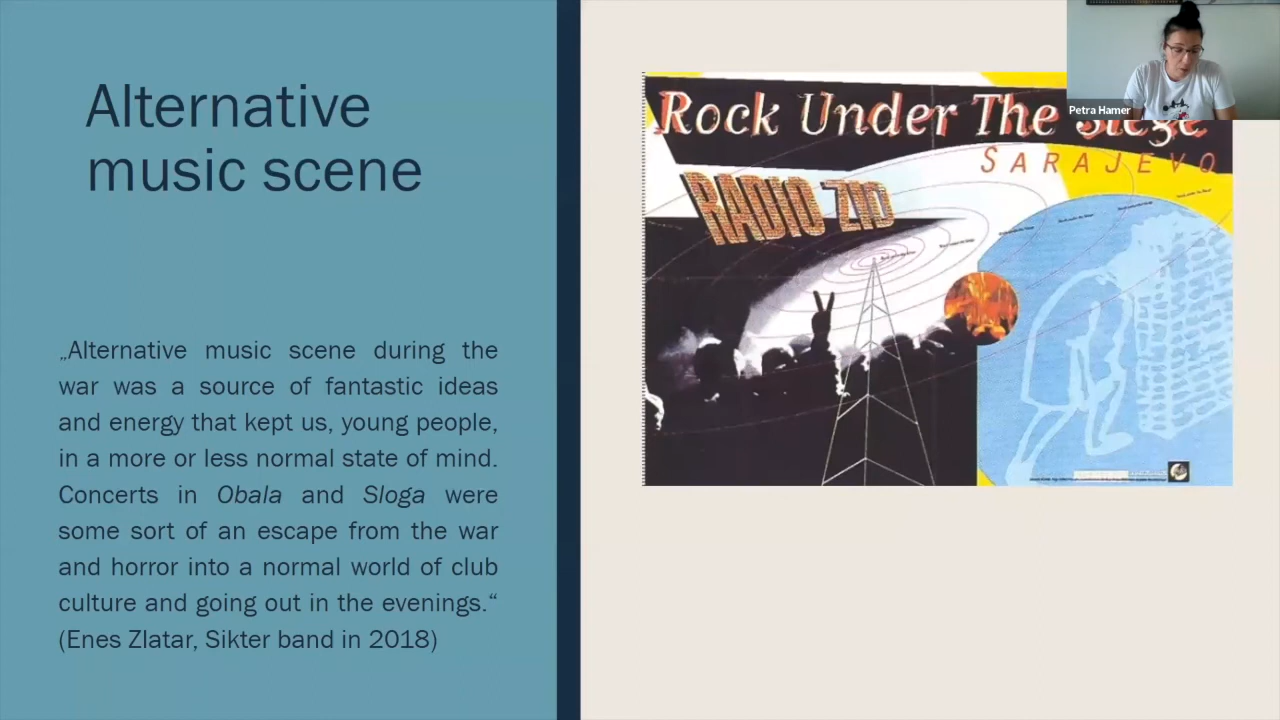 Alternative
music scene
„Alternative music scene during the
war was a source of fantastic ideas
and energy that kept us, young people,
in a more or less normal state of mind.
Concerts in Obala and Sloga were
some sort of an escape from the war
and horror into a normal world of club
culture and going out in the evenings.“
(Enes Zlatar, Sikter band in 2018)
Rock Under The Siege
SARAJEVO
RADIO ZID
Petra Hamer